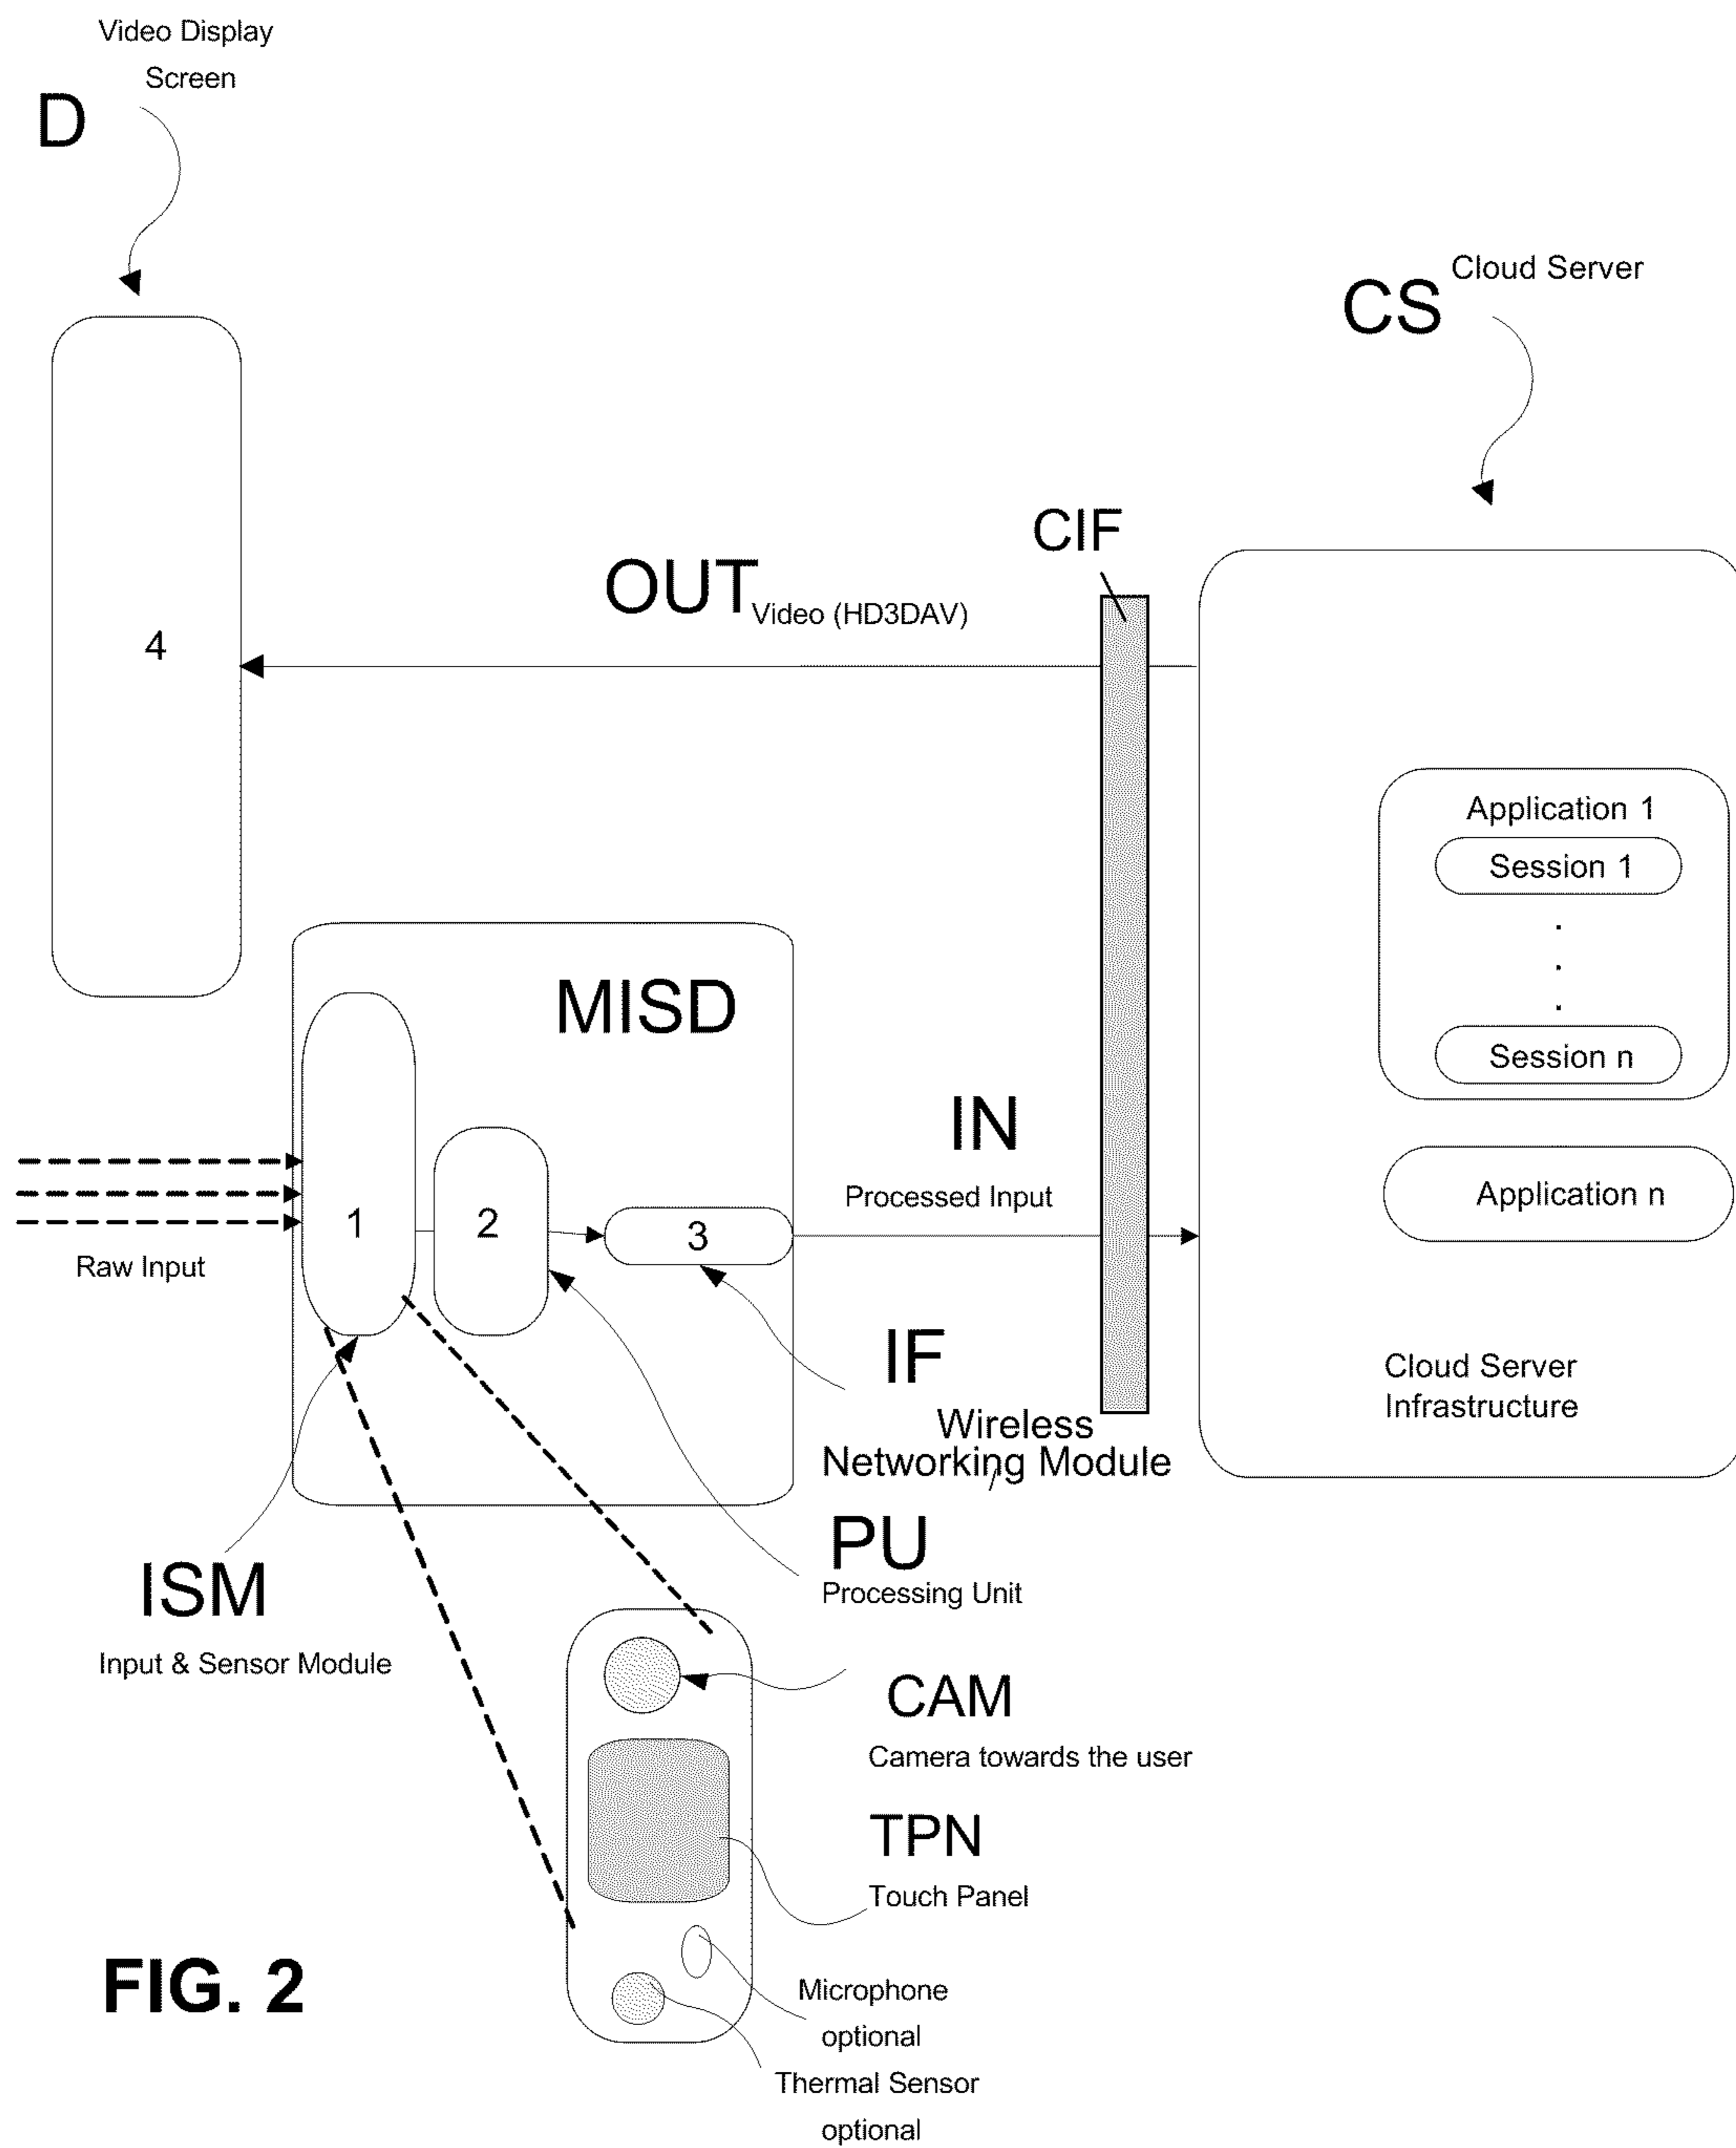 Video Display
Screen
D
Cloud Server
CS
CIF
OUT
Video (HD3DAV)
4
Application 1
Session 1
.
.
.
Session n
Application n
MISD
IN
Processed Input
1
2
3
Raw Input
IF
Wireless
Networking Module
Cloud Server
Infrastructure
PU
Processing Unit
ISM
Input & Sensor Module
CAM
Camera towards the user
TPN
Touch Panel
Microphone
optional
Thermal Sensor
optional
FIG. 2